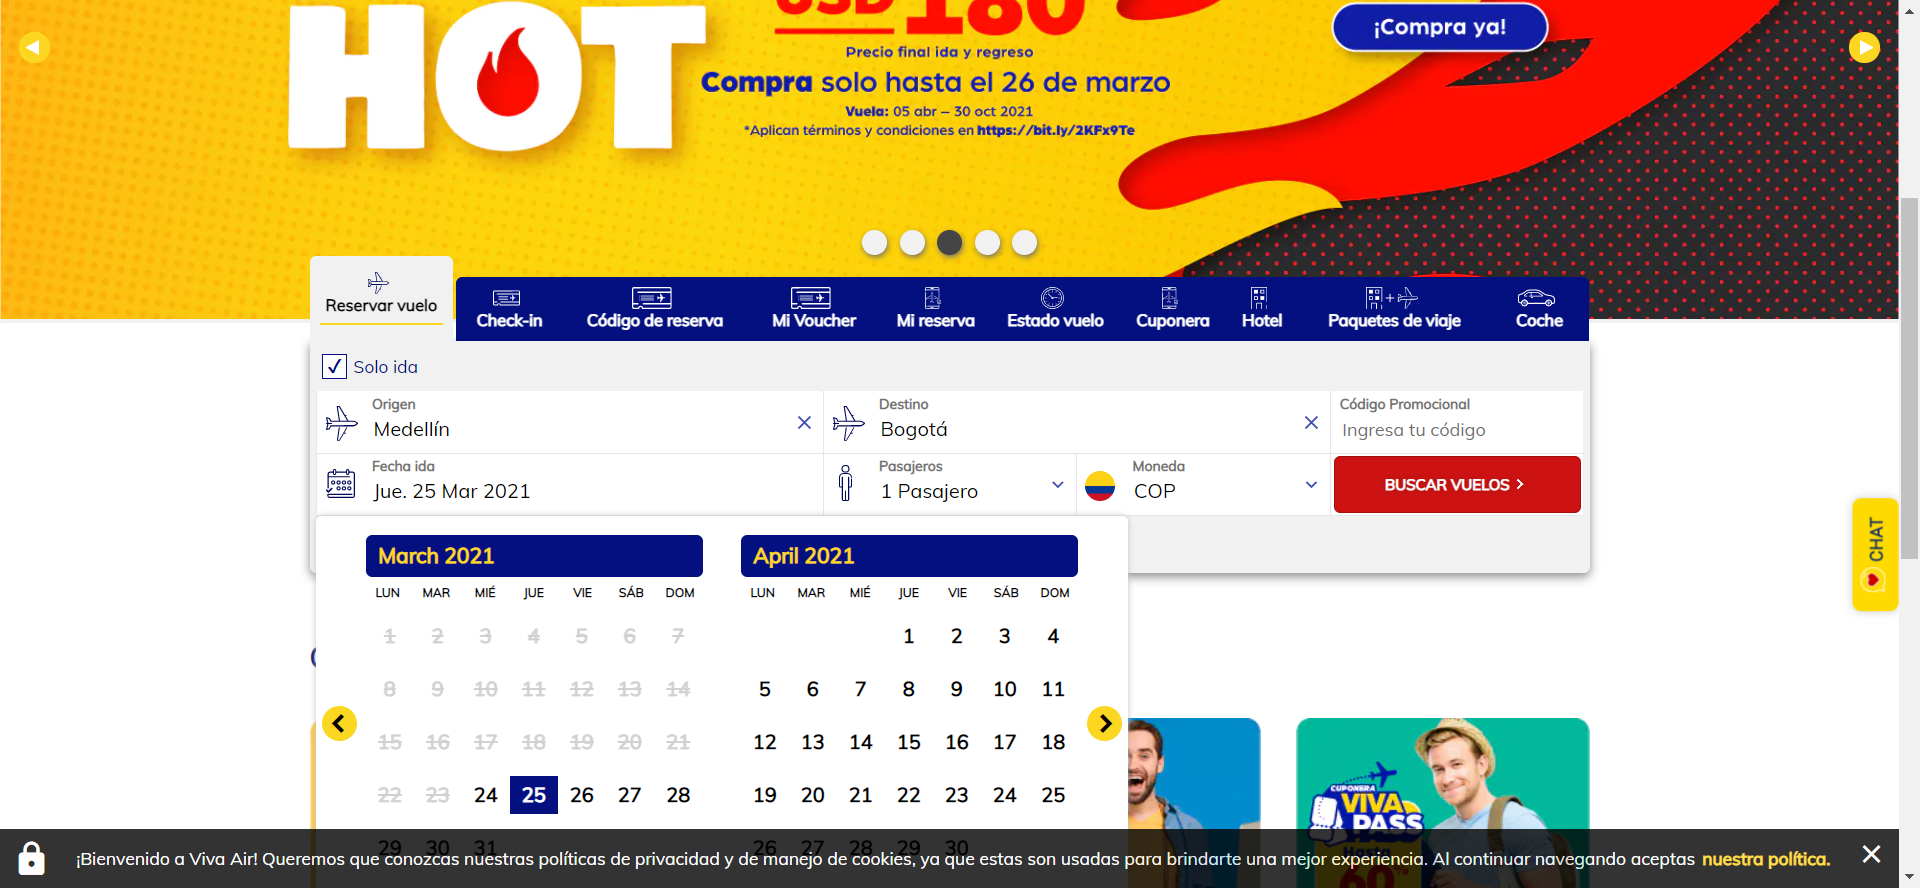 HOT
USD 180
¡Compra ya!
Precio final ida y regreso
Compra solo hasta el 26 de marzo
Vuela: 05 abr – 30 oct 2021
*Aplican términos y condiciones en https://bit.ly/2KFx9Te
Reservar vuelo
Check-in
Código de reserva
Mi Voucher
Mi reserva
Estado vuelo
Cuponera
Hotel
Paquetes de viaje
Coche
Solo ida
Origen
Medellín
Destino
Bogotá
Código Promocional
Ingresa tu código
Fecha ida
Jue. 25 Mar 2021
Pasajeros
1 Pasajero
Moneda
COP
BUSCAR VUELOS
CHAT
March 2021
LUN MAR MIÉ JUE VIE SÁB DOM
1 2 3 4 5 6 7
8 9 10 11 12 13 14
15 16 17 18 19 20 21
22 23 24 25 26 27 28
29 30 31
April 2021
LUN MAR MIÉ JUE VIE SÁB DOM
1 2 3 4
5 6 7 8 9 10 11
12 13 14 15 16 17 18
19 20 21 22 23 24 25
26 27 28 29 30
CUPONERA
VIVA
PASS
Hasta
60%
¡Bienvenido a Viva Air! Queremos que conozcas nuestras políticas de privacidad y de manejo de cookies, ya que estas son usadas para brindarte una mejor experiencia. Al continuar navegando aceptas nuestra política.